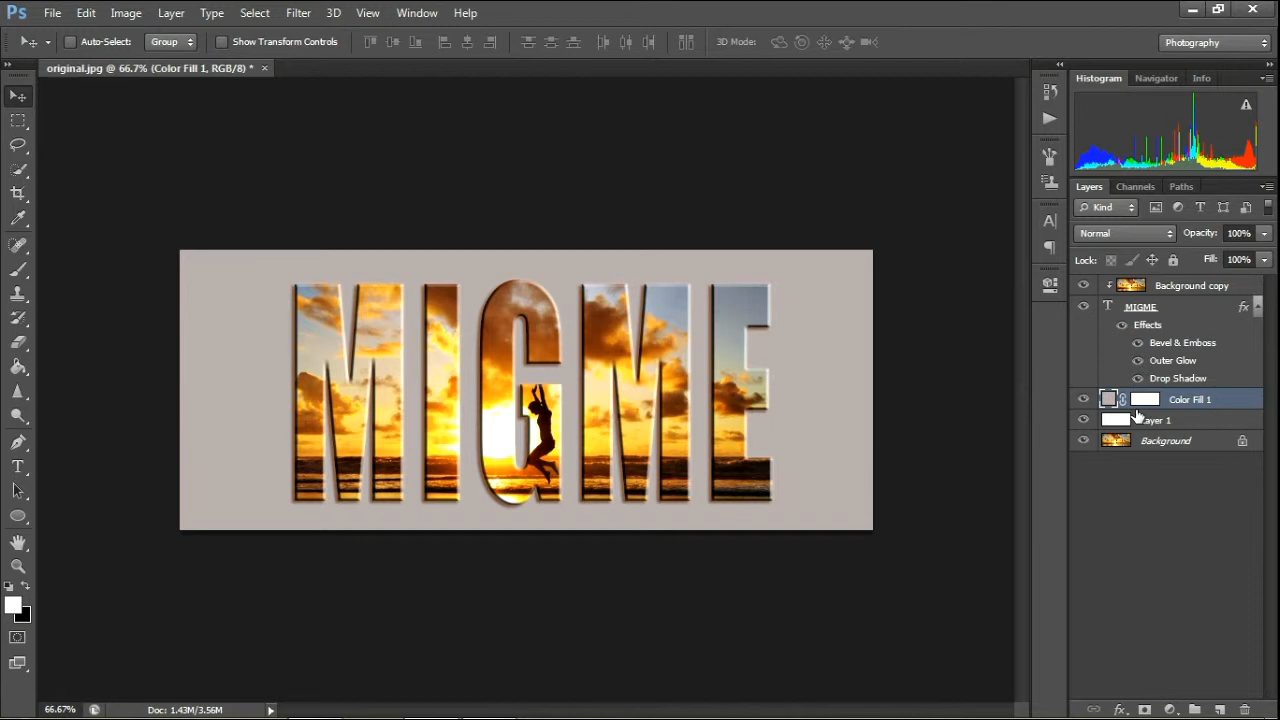 Ps File Edit Image Layer Type Select Filter 3D View Window Help
Auto-Select: Group Show Transform Controls 3D Mode: Photography
original.jpg @ 66.7% (Color Fill 1, RGB/8) * ×
Histogram Navigator Info
Layers Channels Paths
Kind T
Normal Opacity: 100%
Lock: Fill: 100%
Background copy
T MIGME fx
Effects
Bevel & Emboss
Outer Glow
Drop Shadow
Color Fill 1
Layer 1
Background
MIGME
A
T
66.67% Doc: 1.43M/3.56M
fx